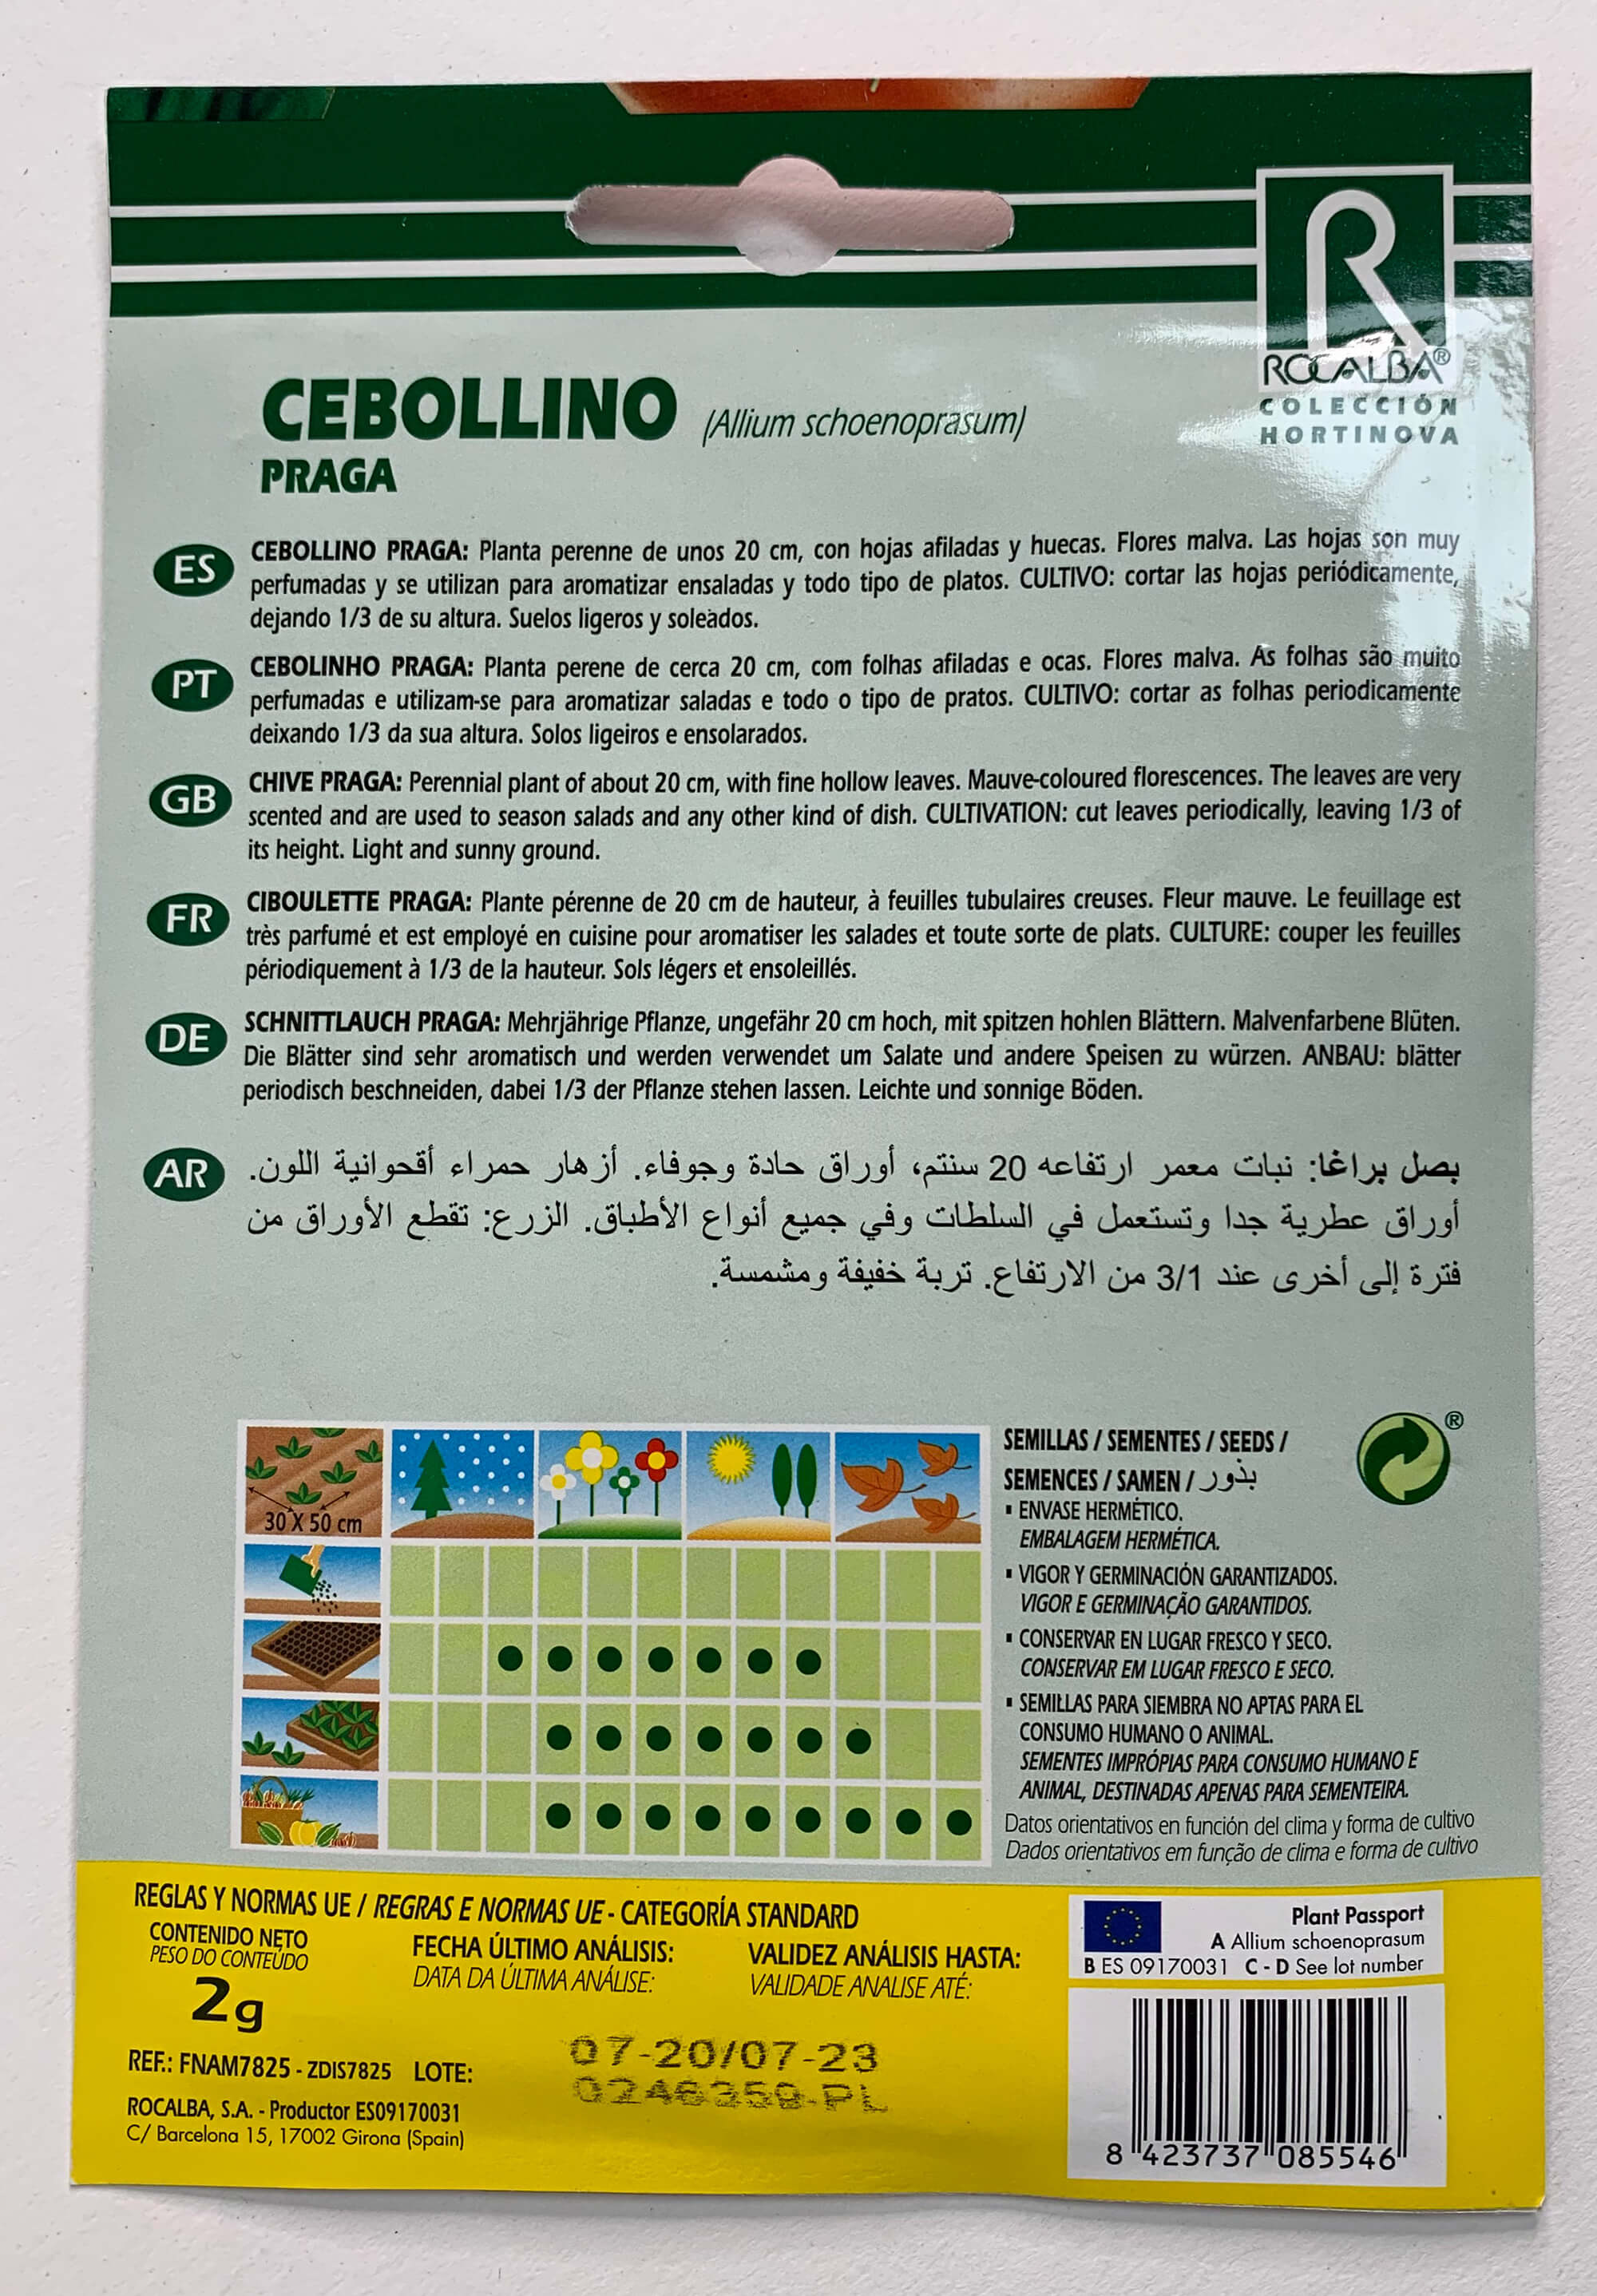 R
ROCALBA®
COLECCIÓN
HORTINOVA
CEBOLLINO (Allium schoenoprasum)
PRAGA
ES
CEBOLLINO PRAGA: Planta perenne de unos 20 cm, con hojas afiladas y huecas. Flores malva. Las hojas son muy
perfumadas y se utilizan para aromatizar ensaladas y todo tipo de platos. CULTIVO: cortar las hojas periódicamente,
dejando 1/3 de su altura. Suelos ligeros y soleados.
PT
CEBOLINHO PRAGA: Planta perene de cerca 20 cm, com folhas afiladas e ocas. Flores malva. As folhas são muito
perfumadas e utilizam-se para aromatizar saladas e todo o tipo de pratos. CULTIVO: cortar as folhas periodicamente
deixando 1/3 da sua altura. Solos ligeiros e ensolarados.
GB
CHIVE PRAGA: Perennial plant of about 20 cm, with fine hollow leaves. Mauve-coloured florescences. The leaves are very
scented and are used to season salads and any other kind of dish. CULTIVATION: cut leaves periodically, leaving 1/3 of
its height. Light and sunny ground.
FR
CIBOULETTE PRAGA: Plante pérenne de 20 cm de hauteur, à feuilles tubulaires creuses. Fleur mauve. Le feuillage est
très parfumé et est employé en cuisine pour aromatiser les salades et toute sorte de plats. CULTURE: couper les feuilles
périodiquement à 1/3 de la hauteur. Sols légers et ensoleillés.
DE
SCHNITTLAUCH PRAGA: Mehrjährige Pflanze, ungefähr 20 cm hoch, mit spitzen hohlen Blättern. Malvenfarbene Blüten.
Die Blätter sind sehr aromatisch und werden verwendet um Salate und andere Speisen zu würzen. ANBAU: blätter
periodisch beschneiden, dabei 1/3 der Pflanze stehen lassen. Leichte und sonnige Böden.
AR
بصل براغا: نبات معمر ارتفاعه 20 سنتم، أوراق حادة وجوفاء. أزهار حمراء أقحوانية اللون.
أوراق عطرية جدا وتستعمل في السلطات وفي جميع أنواع الأطباق. الزرع: تقطع الأوراق من
فترة إلى أخرى عند 3/1 من الارتفاع. تربة خفيفة ومشمسة.
30 X 50 cm
SEMILLAS / SEMENTES / SEEDS /
SEMENCES / SAMEN / بذور
®
▪ ENVASE HERMÉTICO.
EMBALAGEM HERMÉTICA.
▪ VIGOR Y GERMINACIÓN GARANTIZADOS.
VIGOR E GERMINAÇÃO GARANTIDOS.
▪ CONSERVAR EN LUGAR FRESCO Y SECO.
CONSERVAR EM LUGAR FRESCO E SECO.
▪ SEMILLAS PARA SIEMBRA NO APTAS PARA EL
CONSUMO HUMANO O ANIMAL.
SEMENTES IMPRÓPIAS PARA CONSUMO HUMANO E
ANIMAL, DESTINADAS APENAS PARA SEMENTEIRA.
Datos orientativos en función del clima y forma de cultivo
Dados orientativos em função de clima e forma de cultivo
REGLAS Y NORMAS UE / REGRAS E NORMAS UE - CATEGORÍA STANDARD
CONTENIDO NETO
PESO DO CONTEÚDO
2g
FECHA ÚLTIMO ANÁLISIS:
DATA DA ÚLTIMA ANÁLISE:
VALIDEZ ANÁLISIS HASTA:
VALIDADE ANALISE ATÉ:
07-20/07-23
REF.: FNAM7825 - ZDIS7825 LOTE:
0246359-PL
ROCALBA, S.A. - Productor ES09170031
C/ Barcelona 15, 17002 Girona (Spain)
Plant Passport
A Allium schoenoprasum
B ES 09170031 C - D See lot number
8 423737 085546